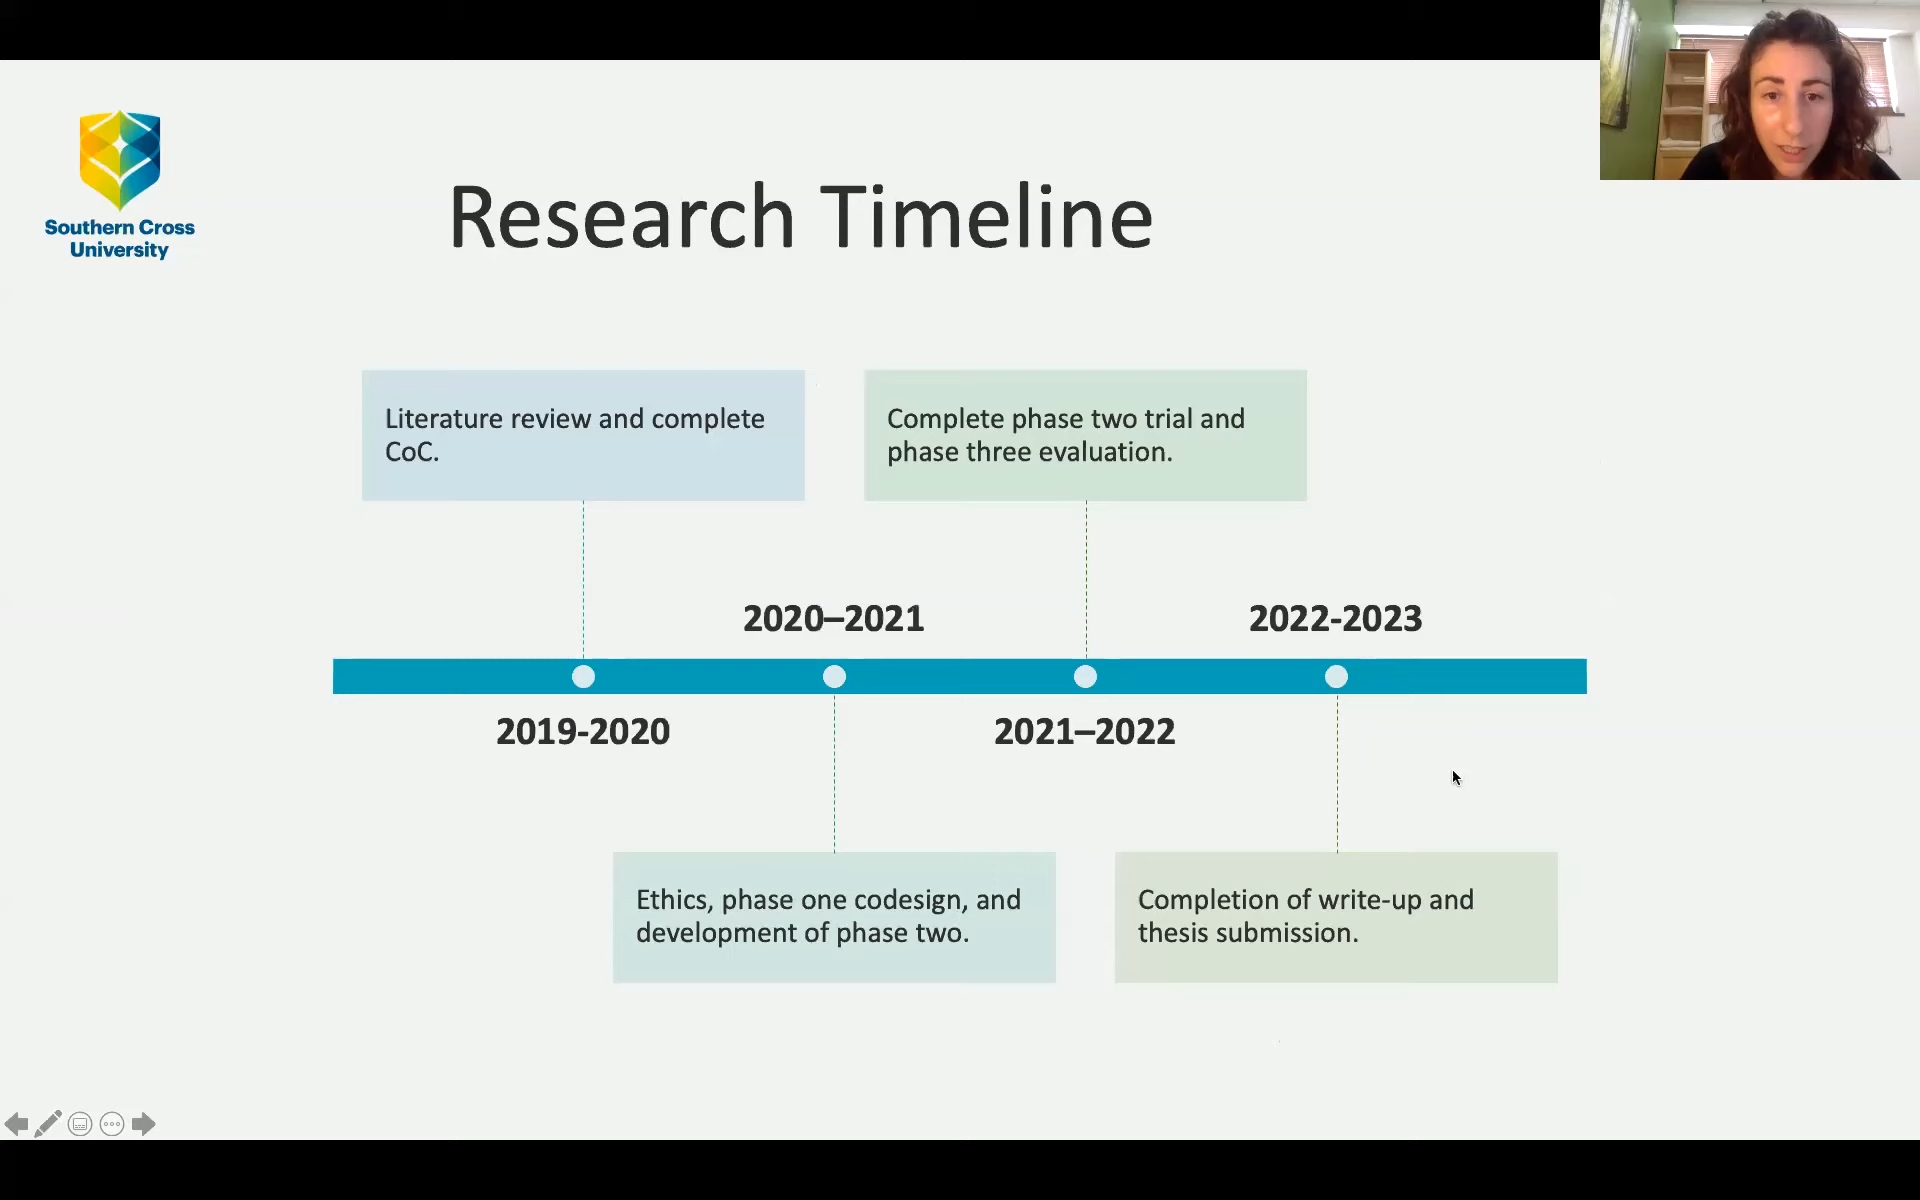 Southern Cross
University
Research Timeline
Literature review and complete
CoC.
Complete phase two trial and
phase three evaluation.
2020–2021
2022-2023
2019-2020
2021–2022
Ethics, phase one codesign, and
development of phase two.
Completion of write-up and
thesis submission.